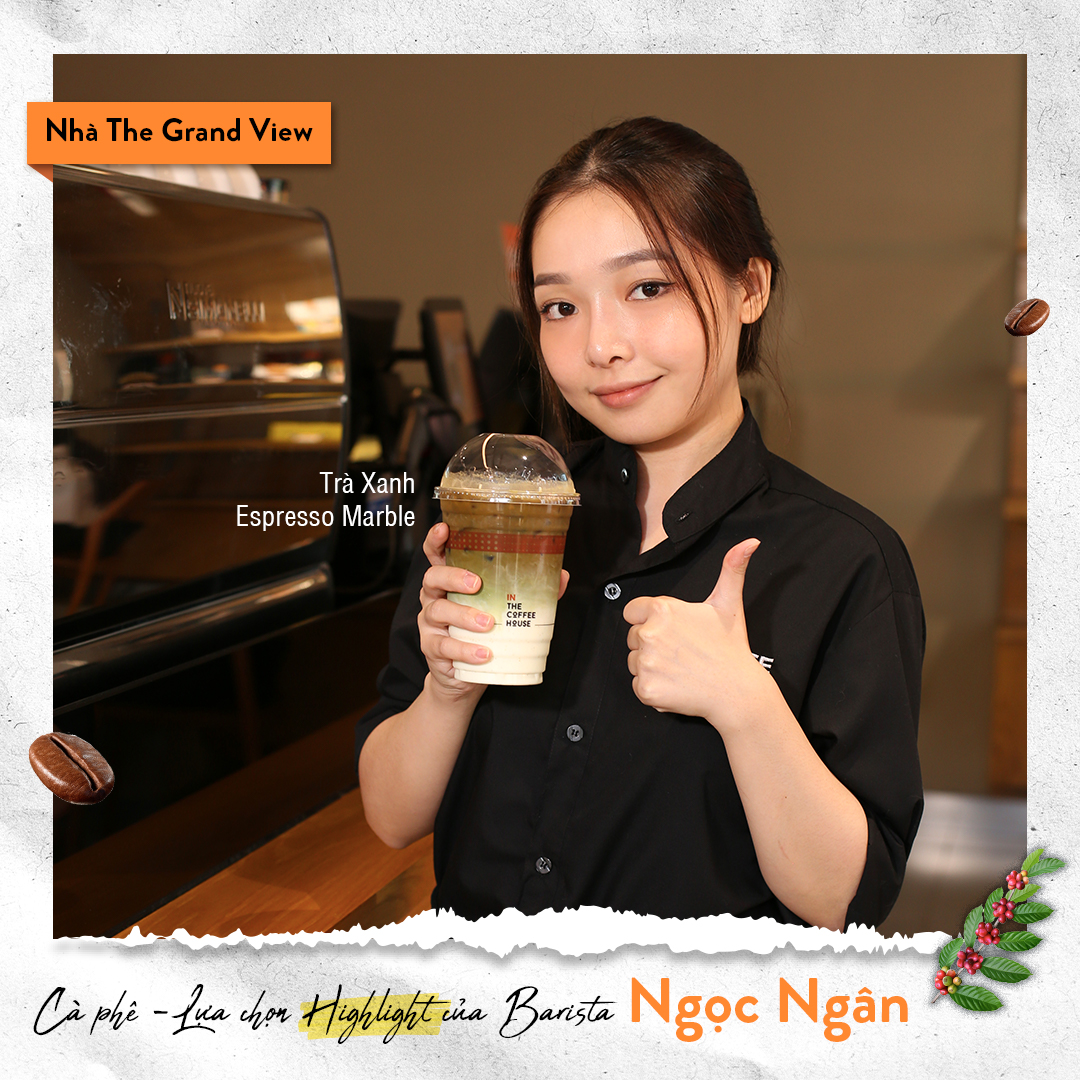 Nhà The Grand View
Trà Xanh
Espresso Marble
IN
THE
COFFEE
HOUSE
Cà phê - Lựa chọn Highlight của Barista Ngọc Ngân